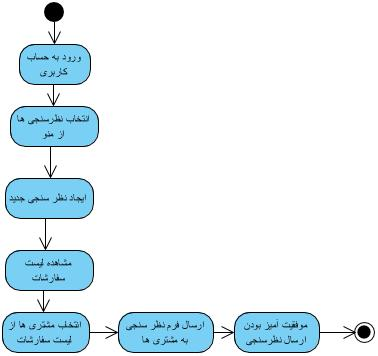 ورود به حساب
کاربری
انتخاب نظرسنجی ها
از منو
ایجاد نظر سنجی جدید
مشاهده لیست
سفارشات
انتخاب مشتری ها از
لیست سفارشات
ارسال فرم نظر سنجی
به مشتری ها
موفقیت آمیز بودن
ارسال نظرسنجی